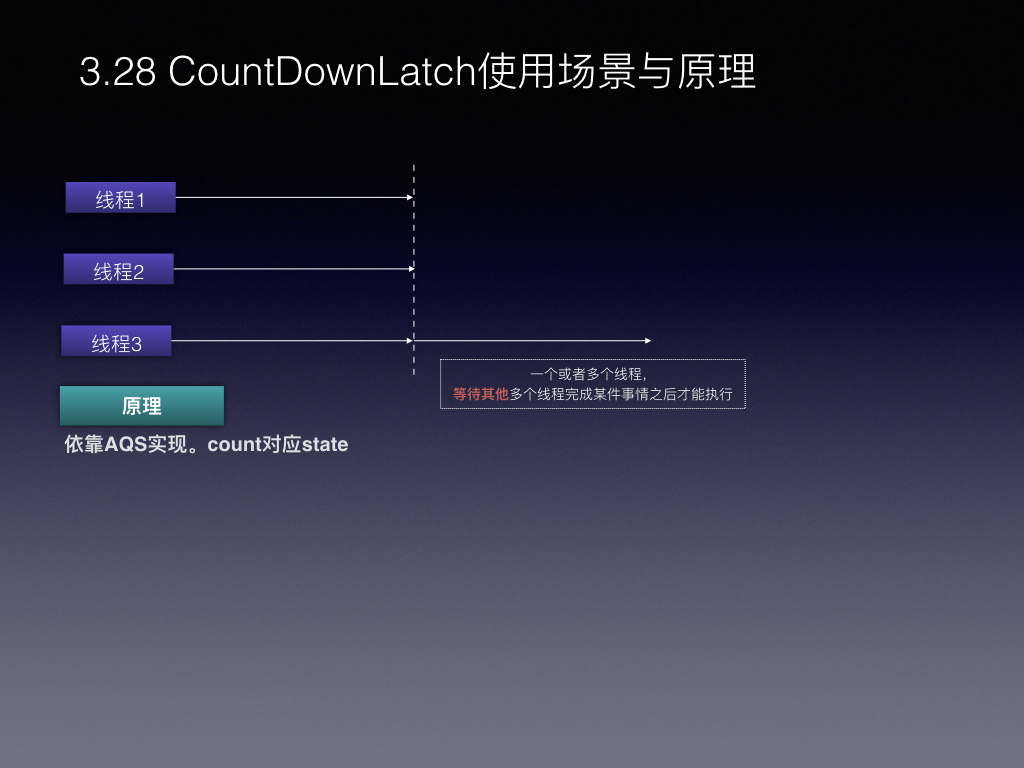 3.28 CountDownLatch使用场景与原理
线程1
线程2
线程3
一个或者多个线程，
等待其他多个线程完成某件事情之后才能执行
原理
依靠AQS实现。count对应state